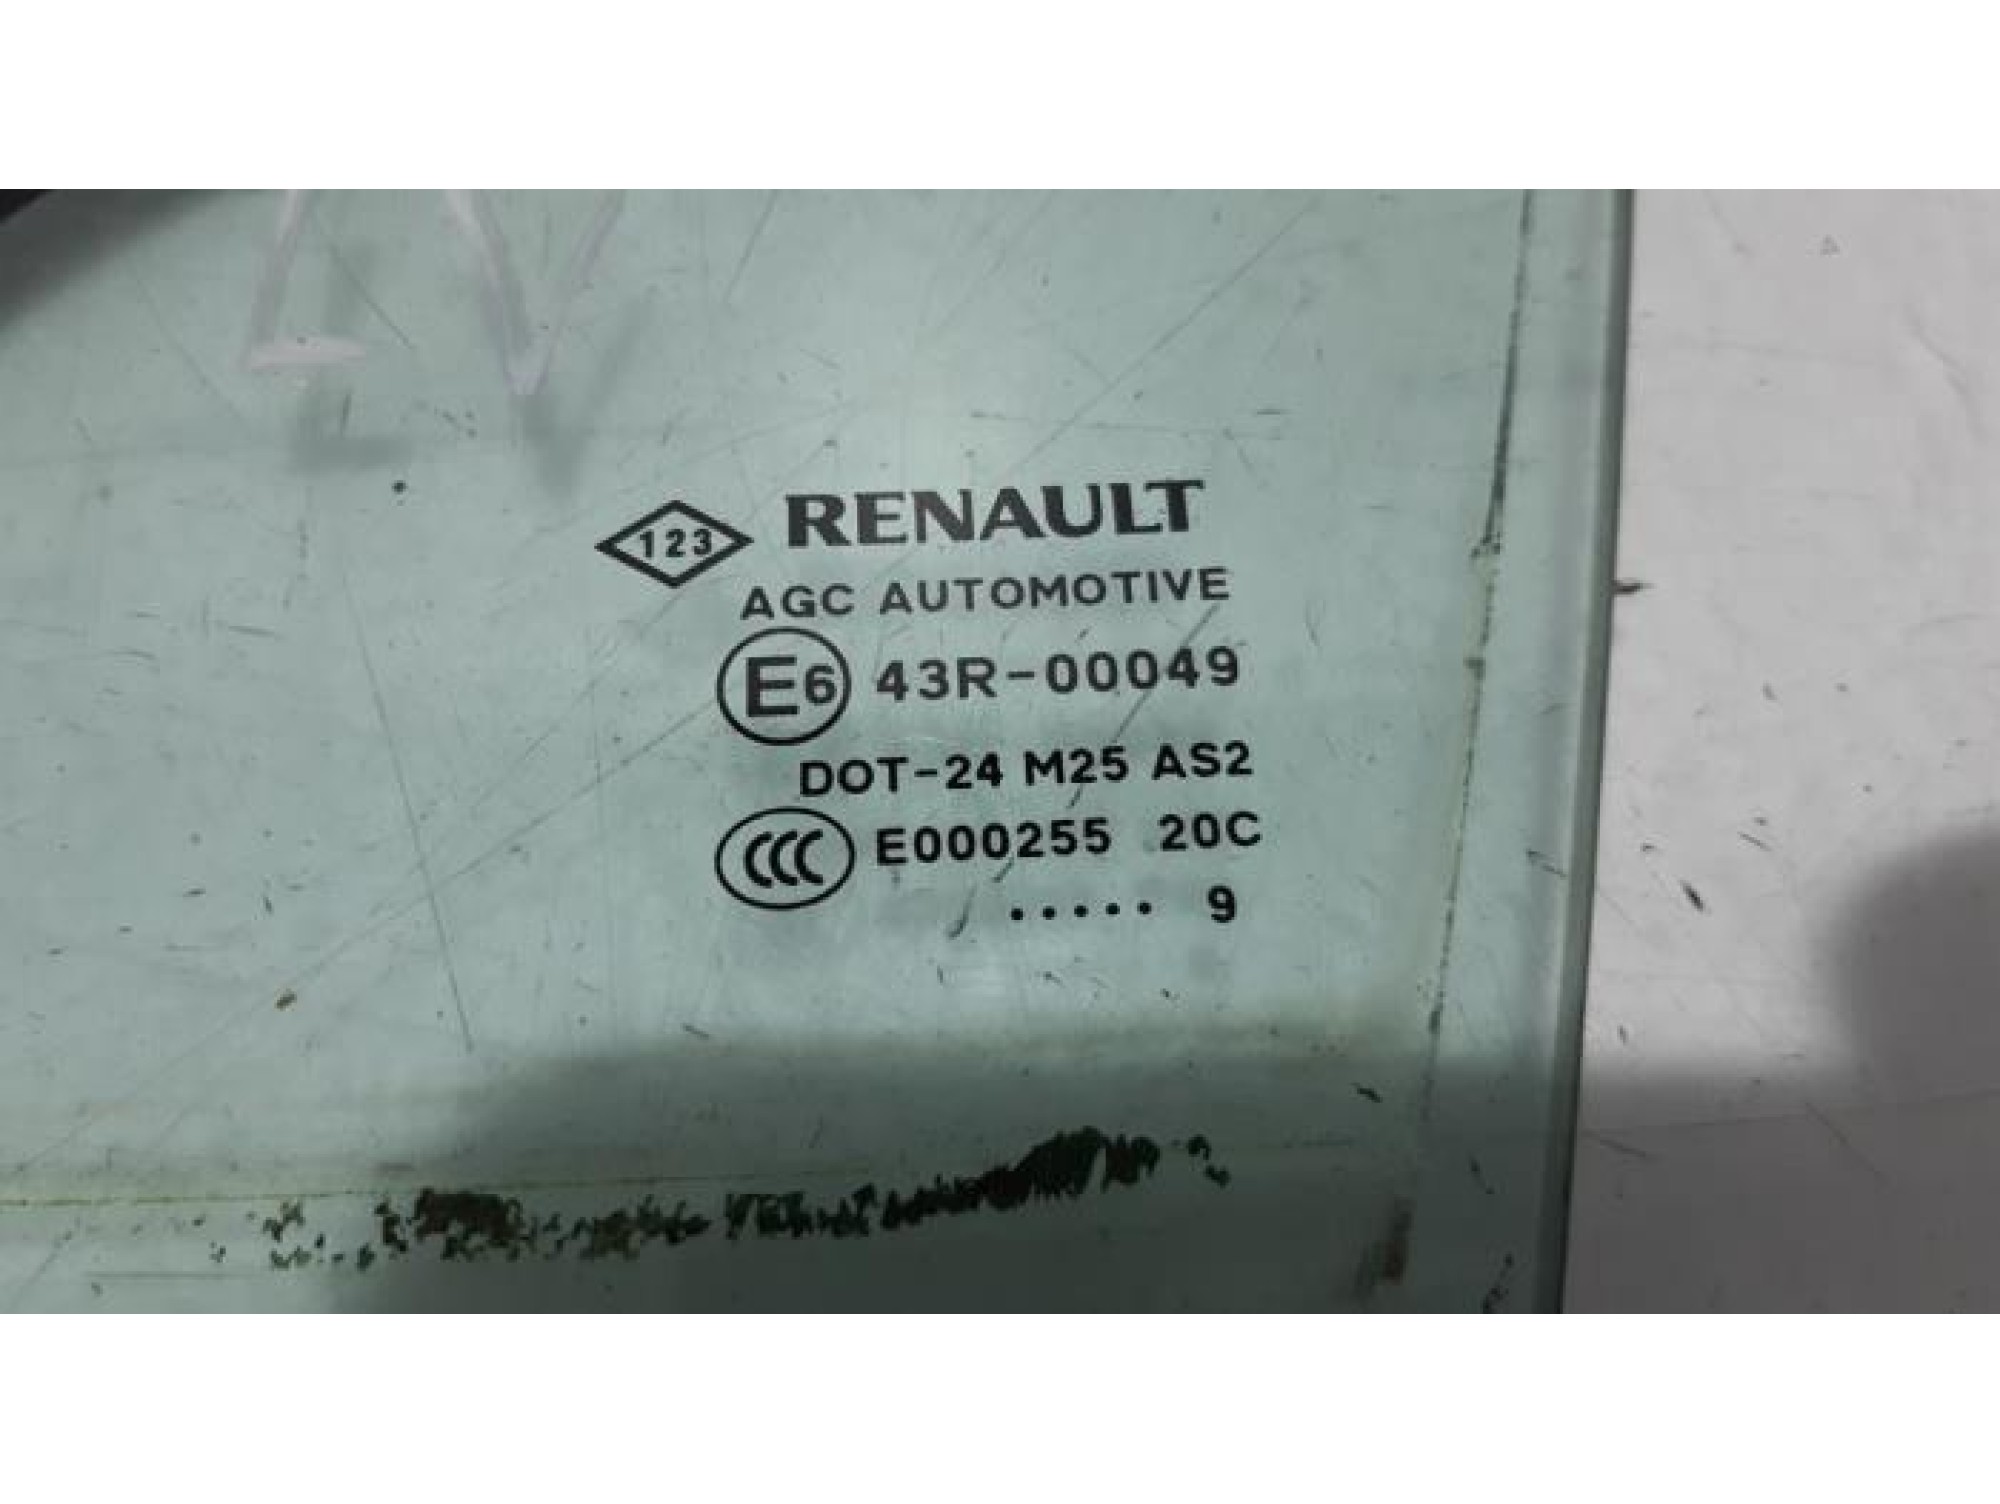 123 RENAULT
AGC AUTOMOTIVE
E6 43R-00049
DOT-24 M25 AS2
CCC E000255 20C
..... 9